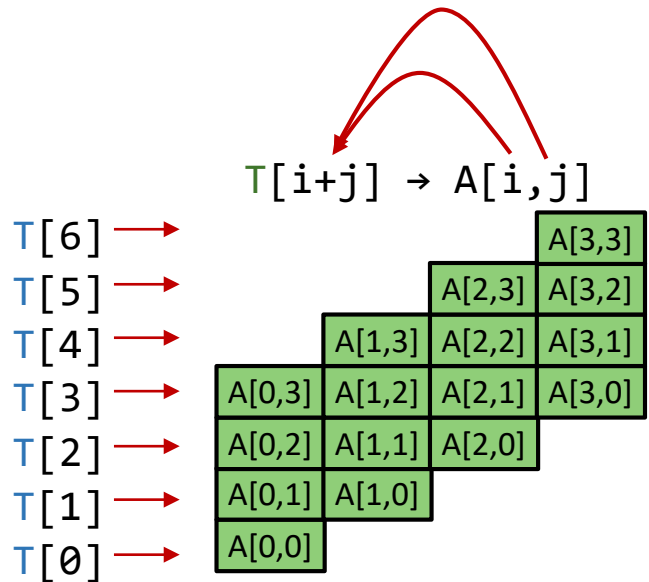 T[i+j] → A[i,j]
T[6] A[3,3]
T[5] A[2,3] A[3,2]
T[4] A[1,3] A[2,2] A[3,1]
T[3] A[0,3] A[1,2] A[2,1] A[3,0]
T[2] A[0,2] A[1,1] A[2,0]
T[1] A[0,1] A[1,0]
T[0] A[0,0]